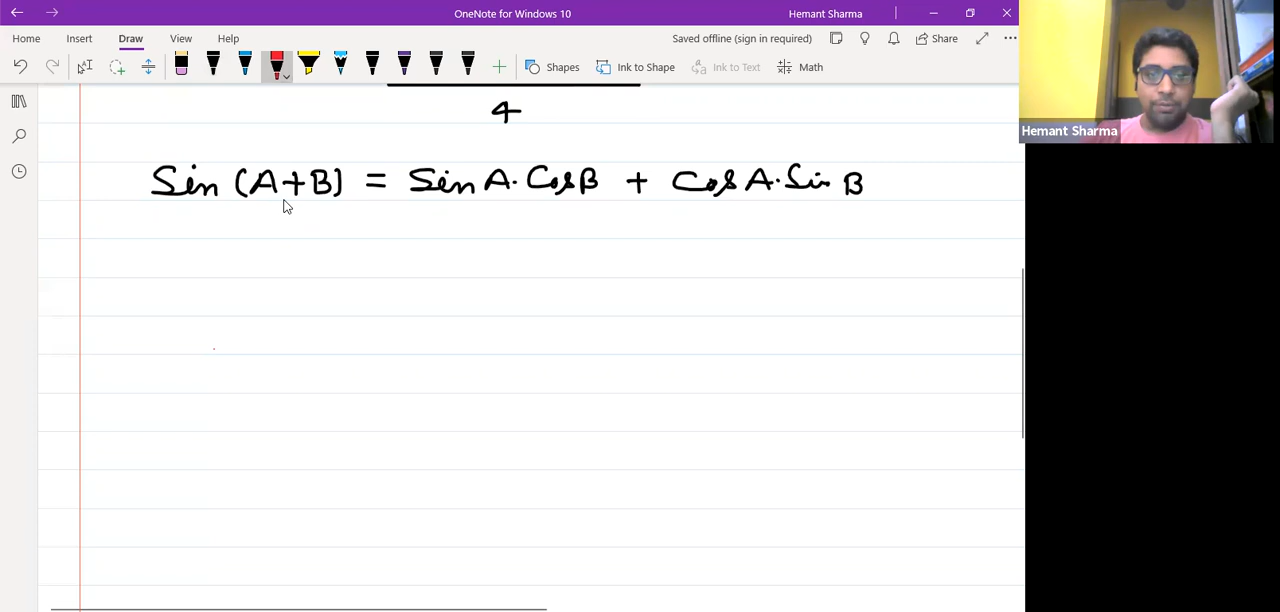 OneNote for Windows 10
Hemant Sharma
Home Insert Draw View Help
Saved offline (sign in required)
Share
Shapes
Ink to Shape
Ink to Text
Math
Hemant Sharma
4
Sin (A+B) = Sin A. Cos B + Cos A. Sin B